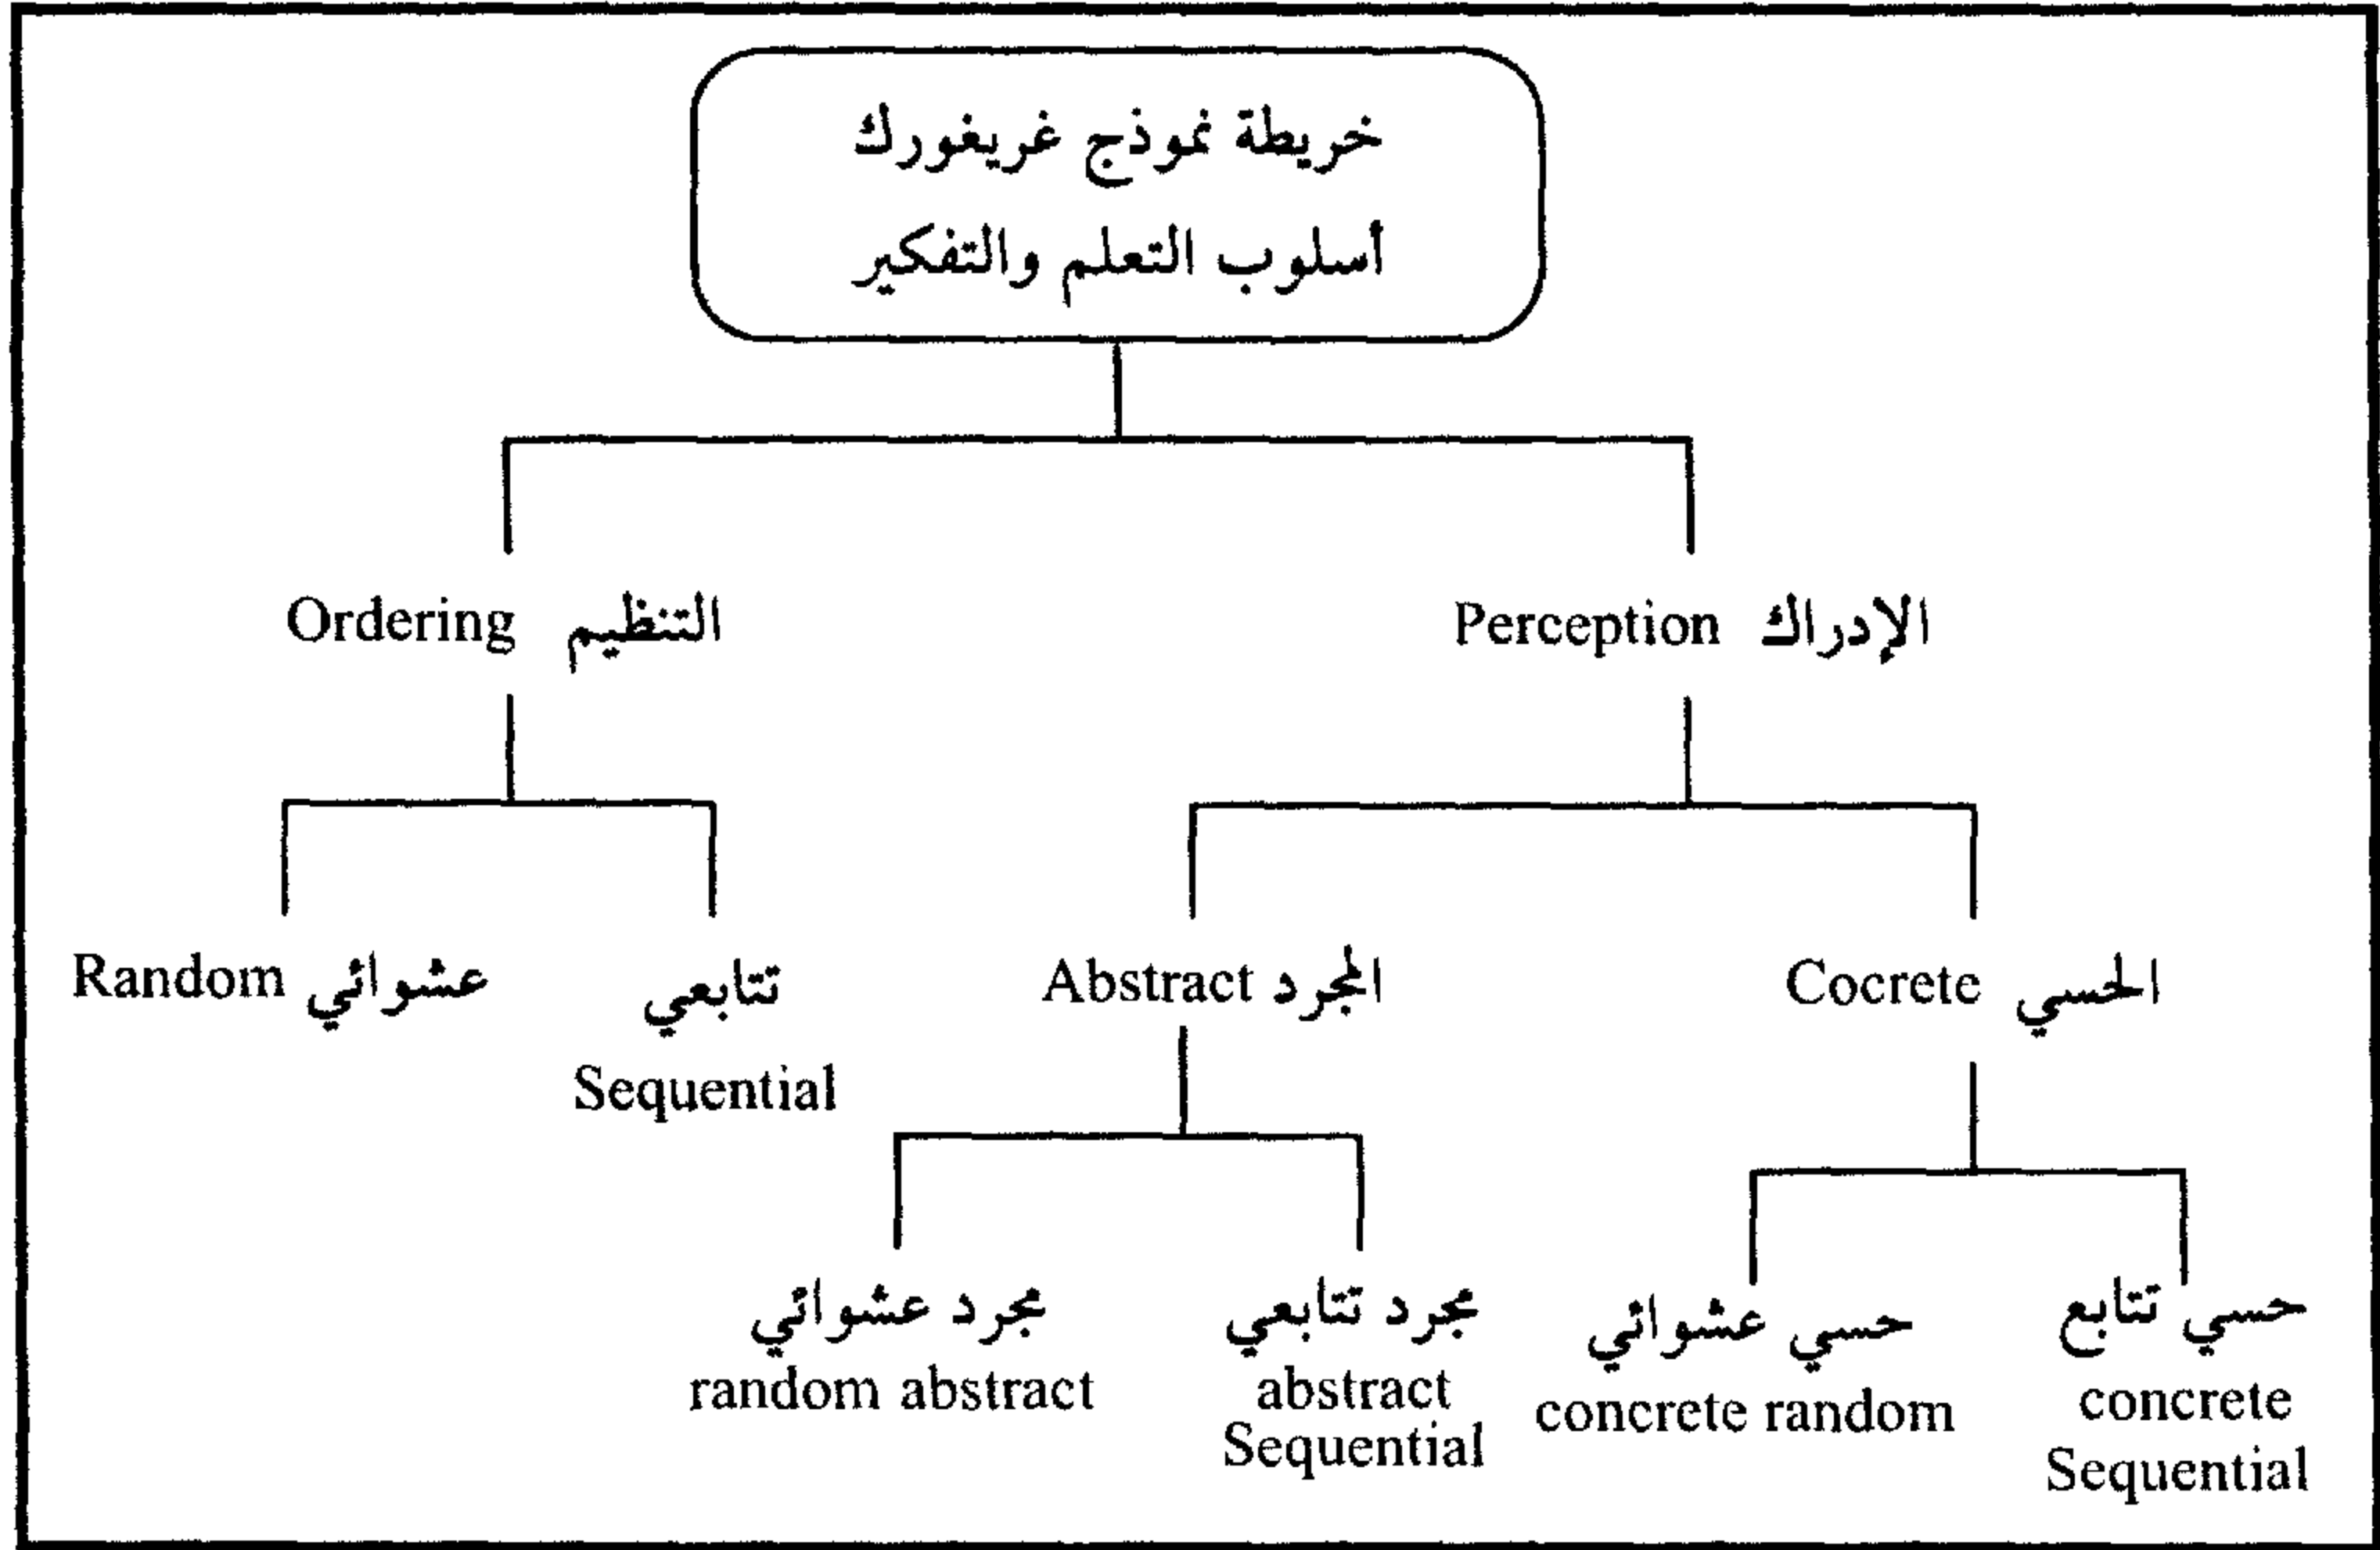 خريطة نموذج غريغورك
أسلوب التعلم والتفكير
الإدراك Perception
التنظيم Ordering
الحسي Cocrete
المجرد Abstract
تتابعي
Sequential
عشوائي Random
حسي تتابع
concrete
Sequential
حسي عشوائي
concrete random
مجرد تتابعي
abstract
Sequential
مجرد عشوائي
random abstract